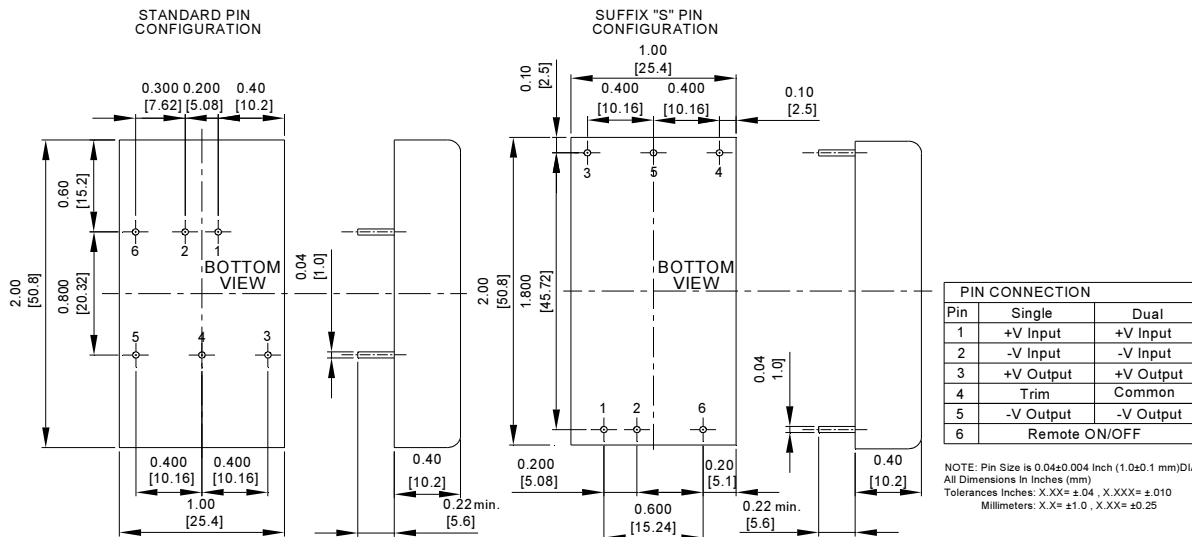 STANDARD PIN
CONFIGURATION
0.300 0.200 0.40
[7.62] [5.08] [10.2]
0.60
[15.2]
2.00
[50.8]
0.800
[20.32]
6 2 1
BOTTOM
VIEW
0.04
[1.0]
5 4 3
0.400 0.400
[10.16] [10.16]
1.00
[25.4]
0.40
[10.2]
0.22 min.
[5.6]
SUFFIX "S" PIN
CONFIGURATION
1.00
[25.4]
0.10
[2.5]
0.400 0.400
[10.16] [10.16]
0.10
[2.5]
3 5 4
2.00
[50.8]
1.800
[45.72]
BOTTOM
VIEW
0.04
1.0]
1 2 6
0.200
[5.08]
0.20
[5.1]
0.600
[15.24]
0.40
[10.2]
0.22 min.
[5.6]
PIN CONNECTION
Pin Single Dual
1 +V Input +V Input
2 -V Input -V Input
3 +V Output +V Output
4 Trim Common
5 -V Output -V Output
6 Remote ON/OFF
NOTE: Pin Size is 0.04±0.004 Inch (1.0±0.1 mm)DIA
All Dimensions In Inches (mm)
Tolerances Inches: X.XX= ±.04 , X.XXX= ±.010
Millimeters: X.X= ±1.0 , X.XX= ±0.25